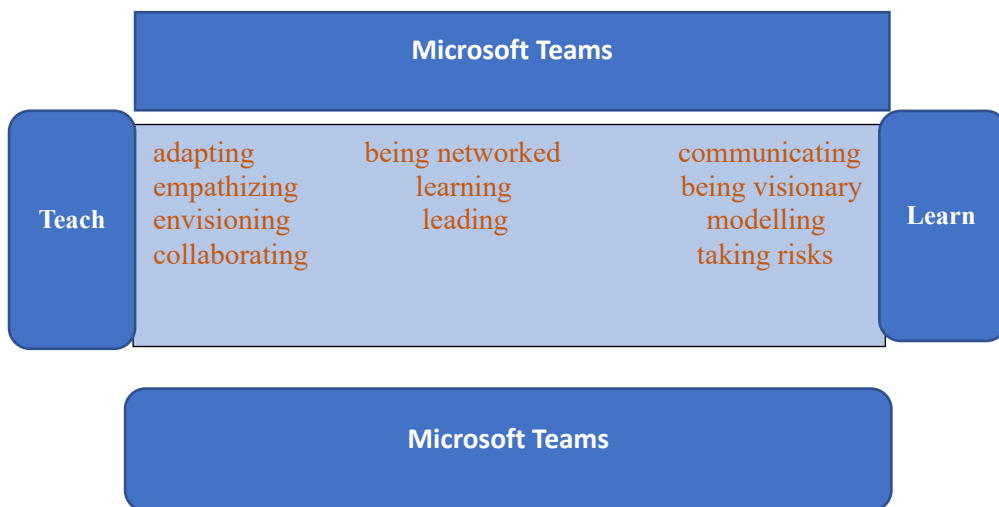 Microsoft Teams
Teach
adapting being networked communicating
empathizing learning being visionary
envisioning leading modelling
collaborating taking risks
Learn
Microsoft Teams